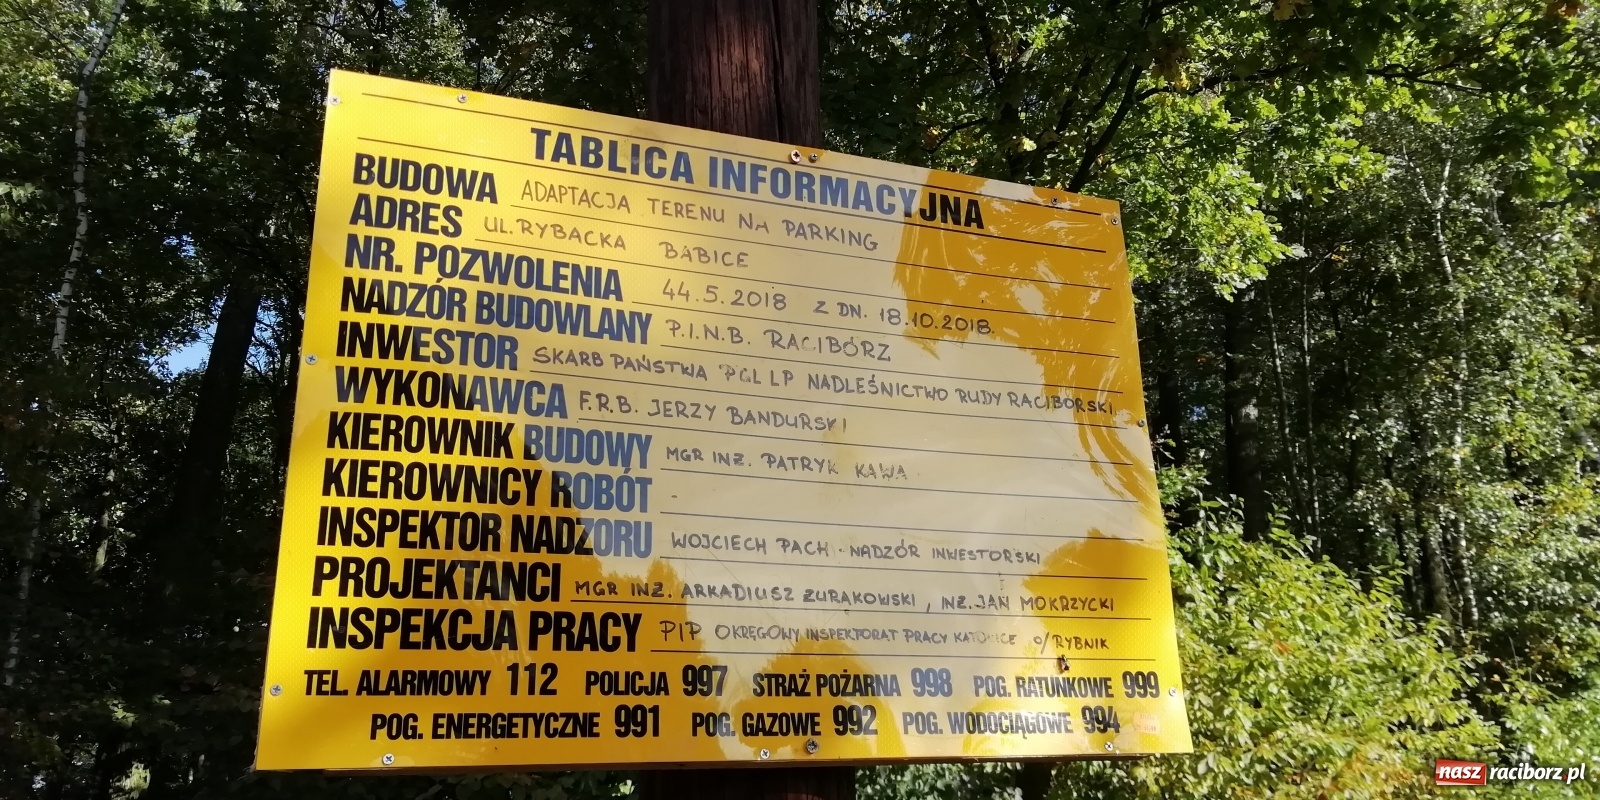 TABLICA INFORMACYJNA
BUDOWA ADAPTACJA TERENU NA PARKING
ADRES UL. RYBACKA BABICE
NR. POZWOLENIA 44.5.2018 Z DN. 18.10.2018.
NADZÓR BUDOWLANY P.I.N.B. RACIBÓRZ
INWESTOR SKARB PAŃSTWA PGL LP NADLEŚNICTWO RUDY RACIBORSKI
WYKONAWCA F.R.B. JERZY BANDURSKI
KIEROWNIK BUDOWY MGR INŻ. PATRYK KAWA
KIEROWNICY ROBÓT -
INSPEKTOR NADZORU WOJCIECH PACH - NADZÓR INWESTORSKI
PROJEKTANCI MGR INŻ. ARKADIUSZ ŻURAKOWSKI, INŻ. JAN MOKRZYCKI
INSPEKCJA PRACY PIP OKRĘGOWY INSPEKTORAT PRACY KATOWICE O/RYBNIK
TEL. ALARMOWY 112 POLICJA 997 STRAŻ POŻARNA 998 POG. RATUNKOWE 999
POG. ENERGETYCZNE 991 POG. GAZOWE 992 POG. WODOCIĄGOWE 994
nasz raciborz.pl